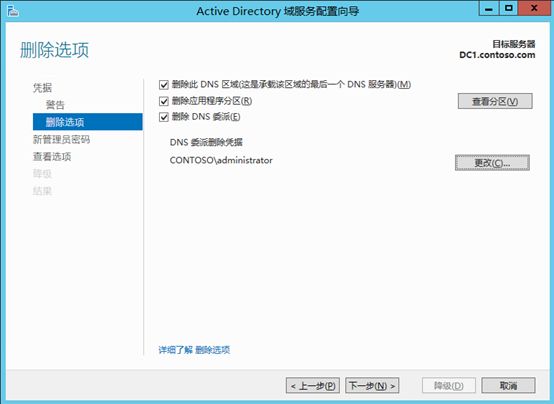 Active Directory 域服务配置向导
删除选项
目标服务器
DC1.contoso.com
凭据
警告
删除选项
新管理员密码
查看选项
降级
结果
删除此 DNS 区域(这是承载该区域的最后一个 DNS 服务器)(M)
删除应用程序分区(R)
查看分区(V)
删除 DNS 委派(E)
DNS 委派删除凭据
CONTOSO\administrator
更改(C)...
详细了解 删除选项
< 上一步(P)
下一步(N) >
降级(D)
取消